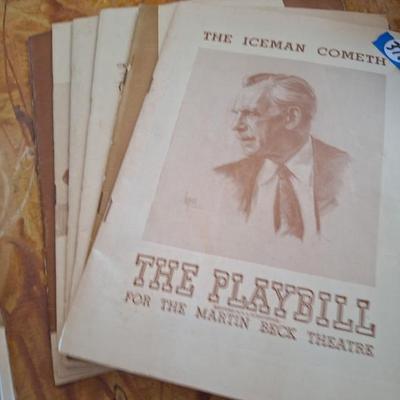 THE ICEMAN COMETH
THE PLAYBILL
FOR THE MARTIN BECK THEATRE